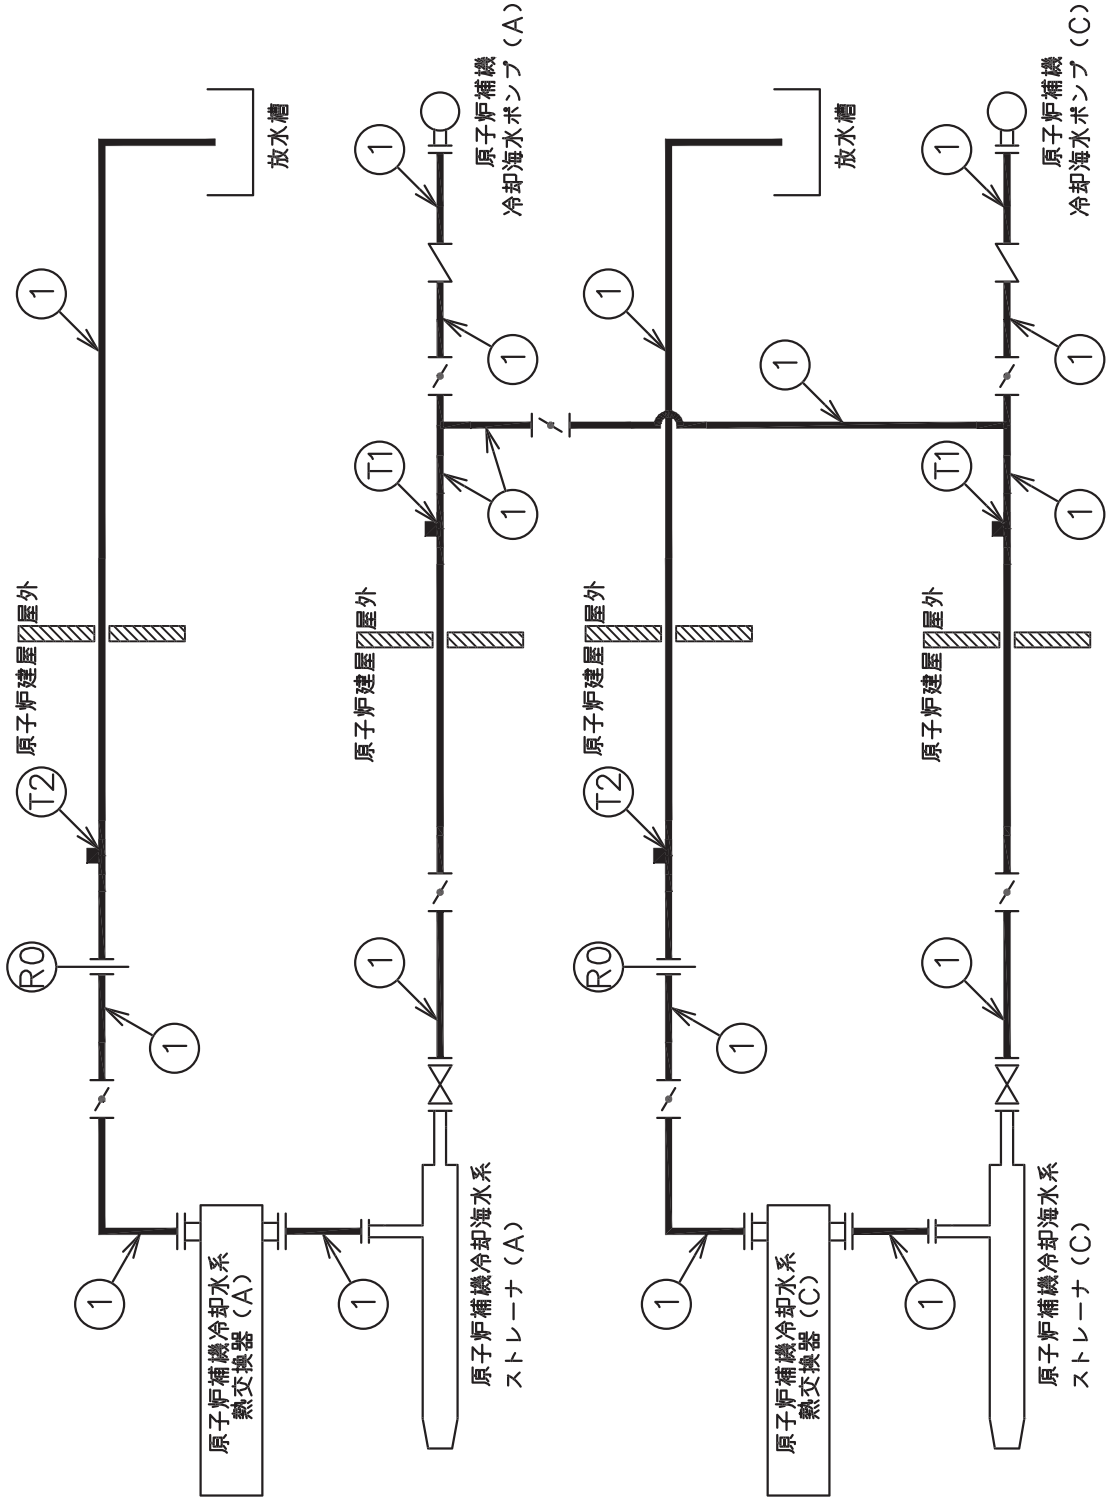 R0
T2
1
原子炉建屋
屋外
1
1
原子炉補機冷却水系
熱交換器（A）
放水槽
1
1
T1
1
原子炉建屋
屋外
原子炉補機冷却海水系
ストレーナ（A）
1
1
原子炉補機
冷却海水ポンプ（A）
R0
T2
1
原子炉建屋
屋外
1
1
1
原子炉補機冷却水系
熱交換器（C）
放水槽
1
1
T1
1
原子炉建屋
屋外
原子炉補機冷却海水系
ストレーナ（C）
1
1
原子炉補機
冷却海水ポンプ（C）